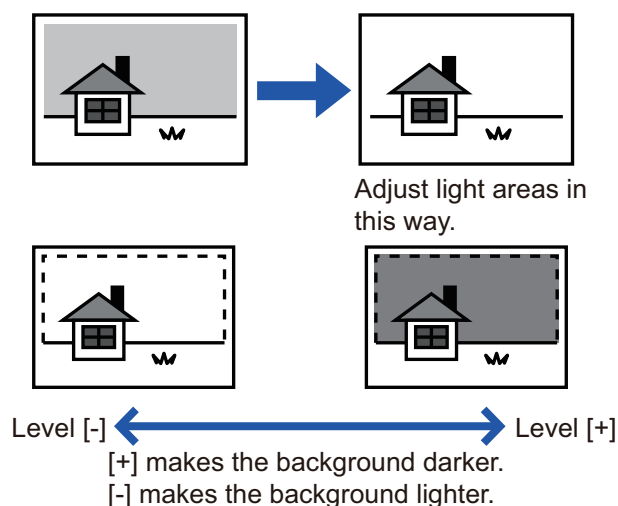 Adjust light areas in
this way.
Level [-]
Level [+]
[+] makes the background darker.
[-] makes the background lighter.